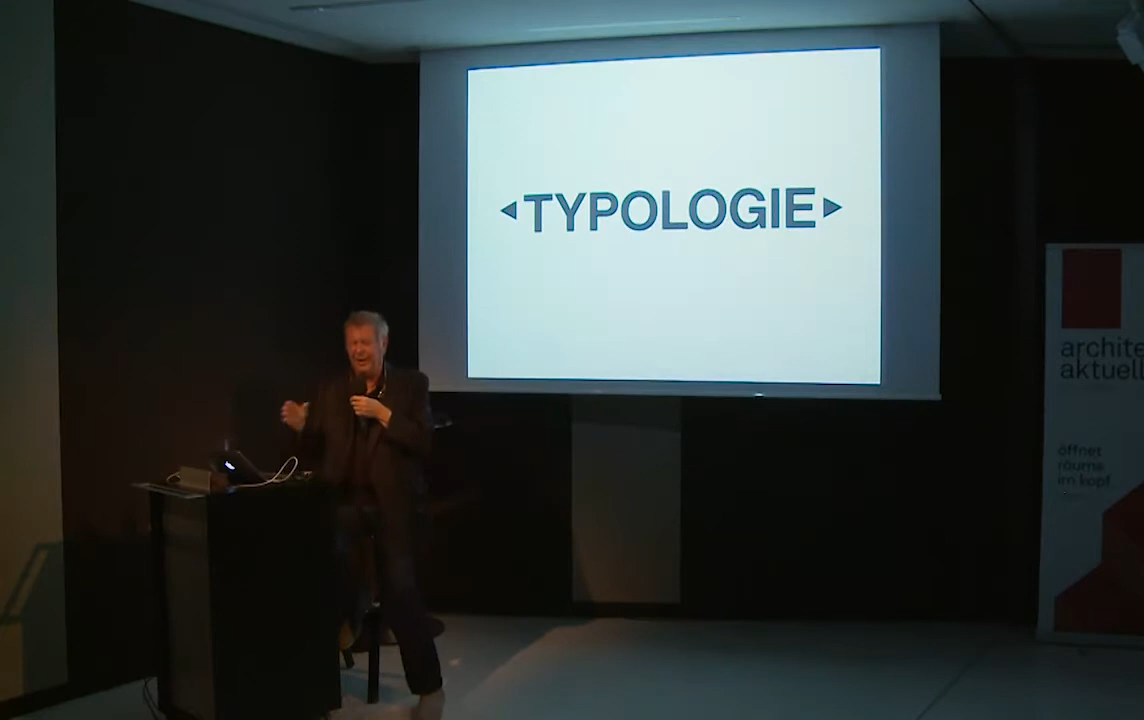 ◄TYPOLOGIE►
archite
aktuell
öffnet
räume
im kopf